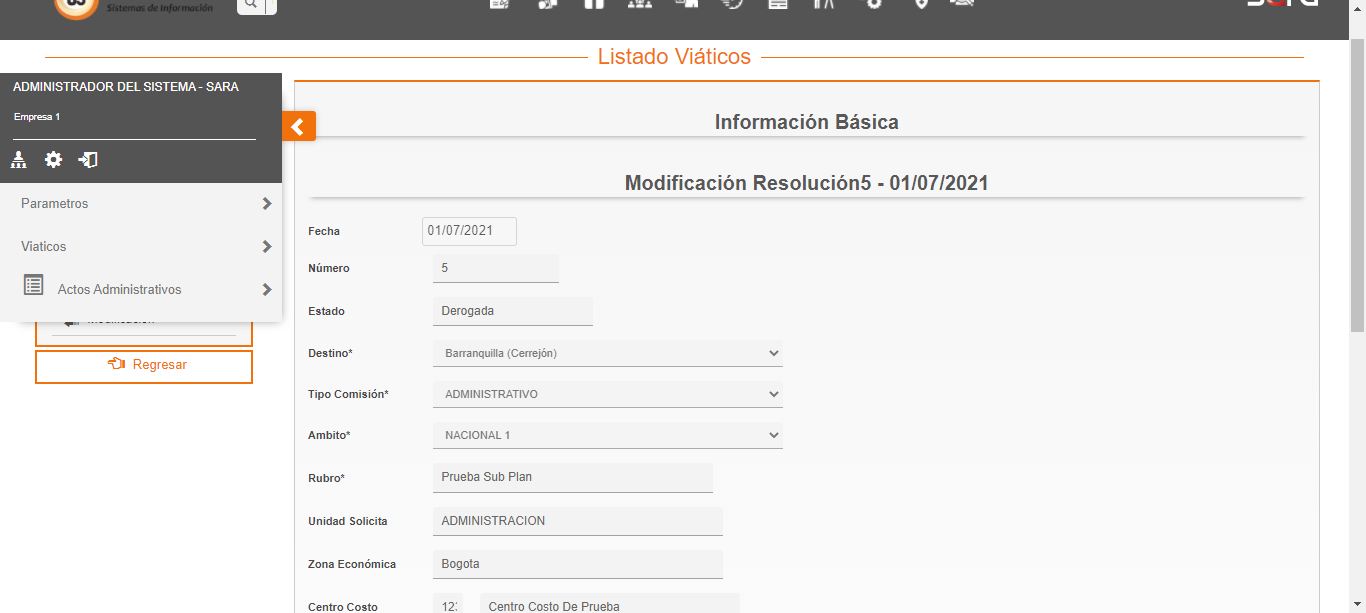 Sistemas de Información
Listado Viáticos
ADMINISTRADOR DEL SISTEMA - SARA
Empresa 1
Parametros
Viaticos
Actos Administrativos
Regresar
Información Básica
Modificación Resolución5 - 01/07/2021
Fecha 01/07/2021
Número 5
Estado Derogada
Destino* Barranquilla (Cerrejón)
Tipo Comisión* ADMINISTRATIVO
Ambito* NACIONAL 1
Rubro* Prueba Sub Plan
Unidad Solicita ADMINISTRACION
Zona Económica Bogota
Centro Costo Centro Costo De Prueba